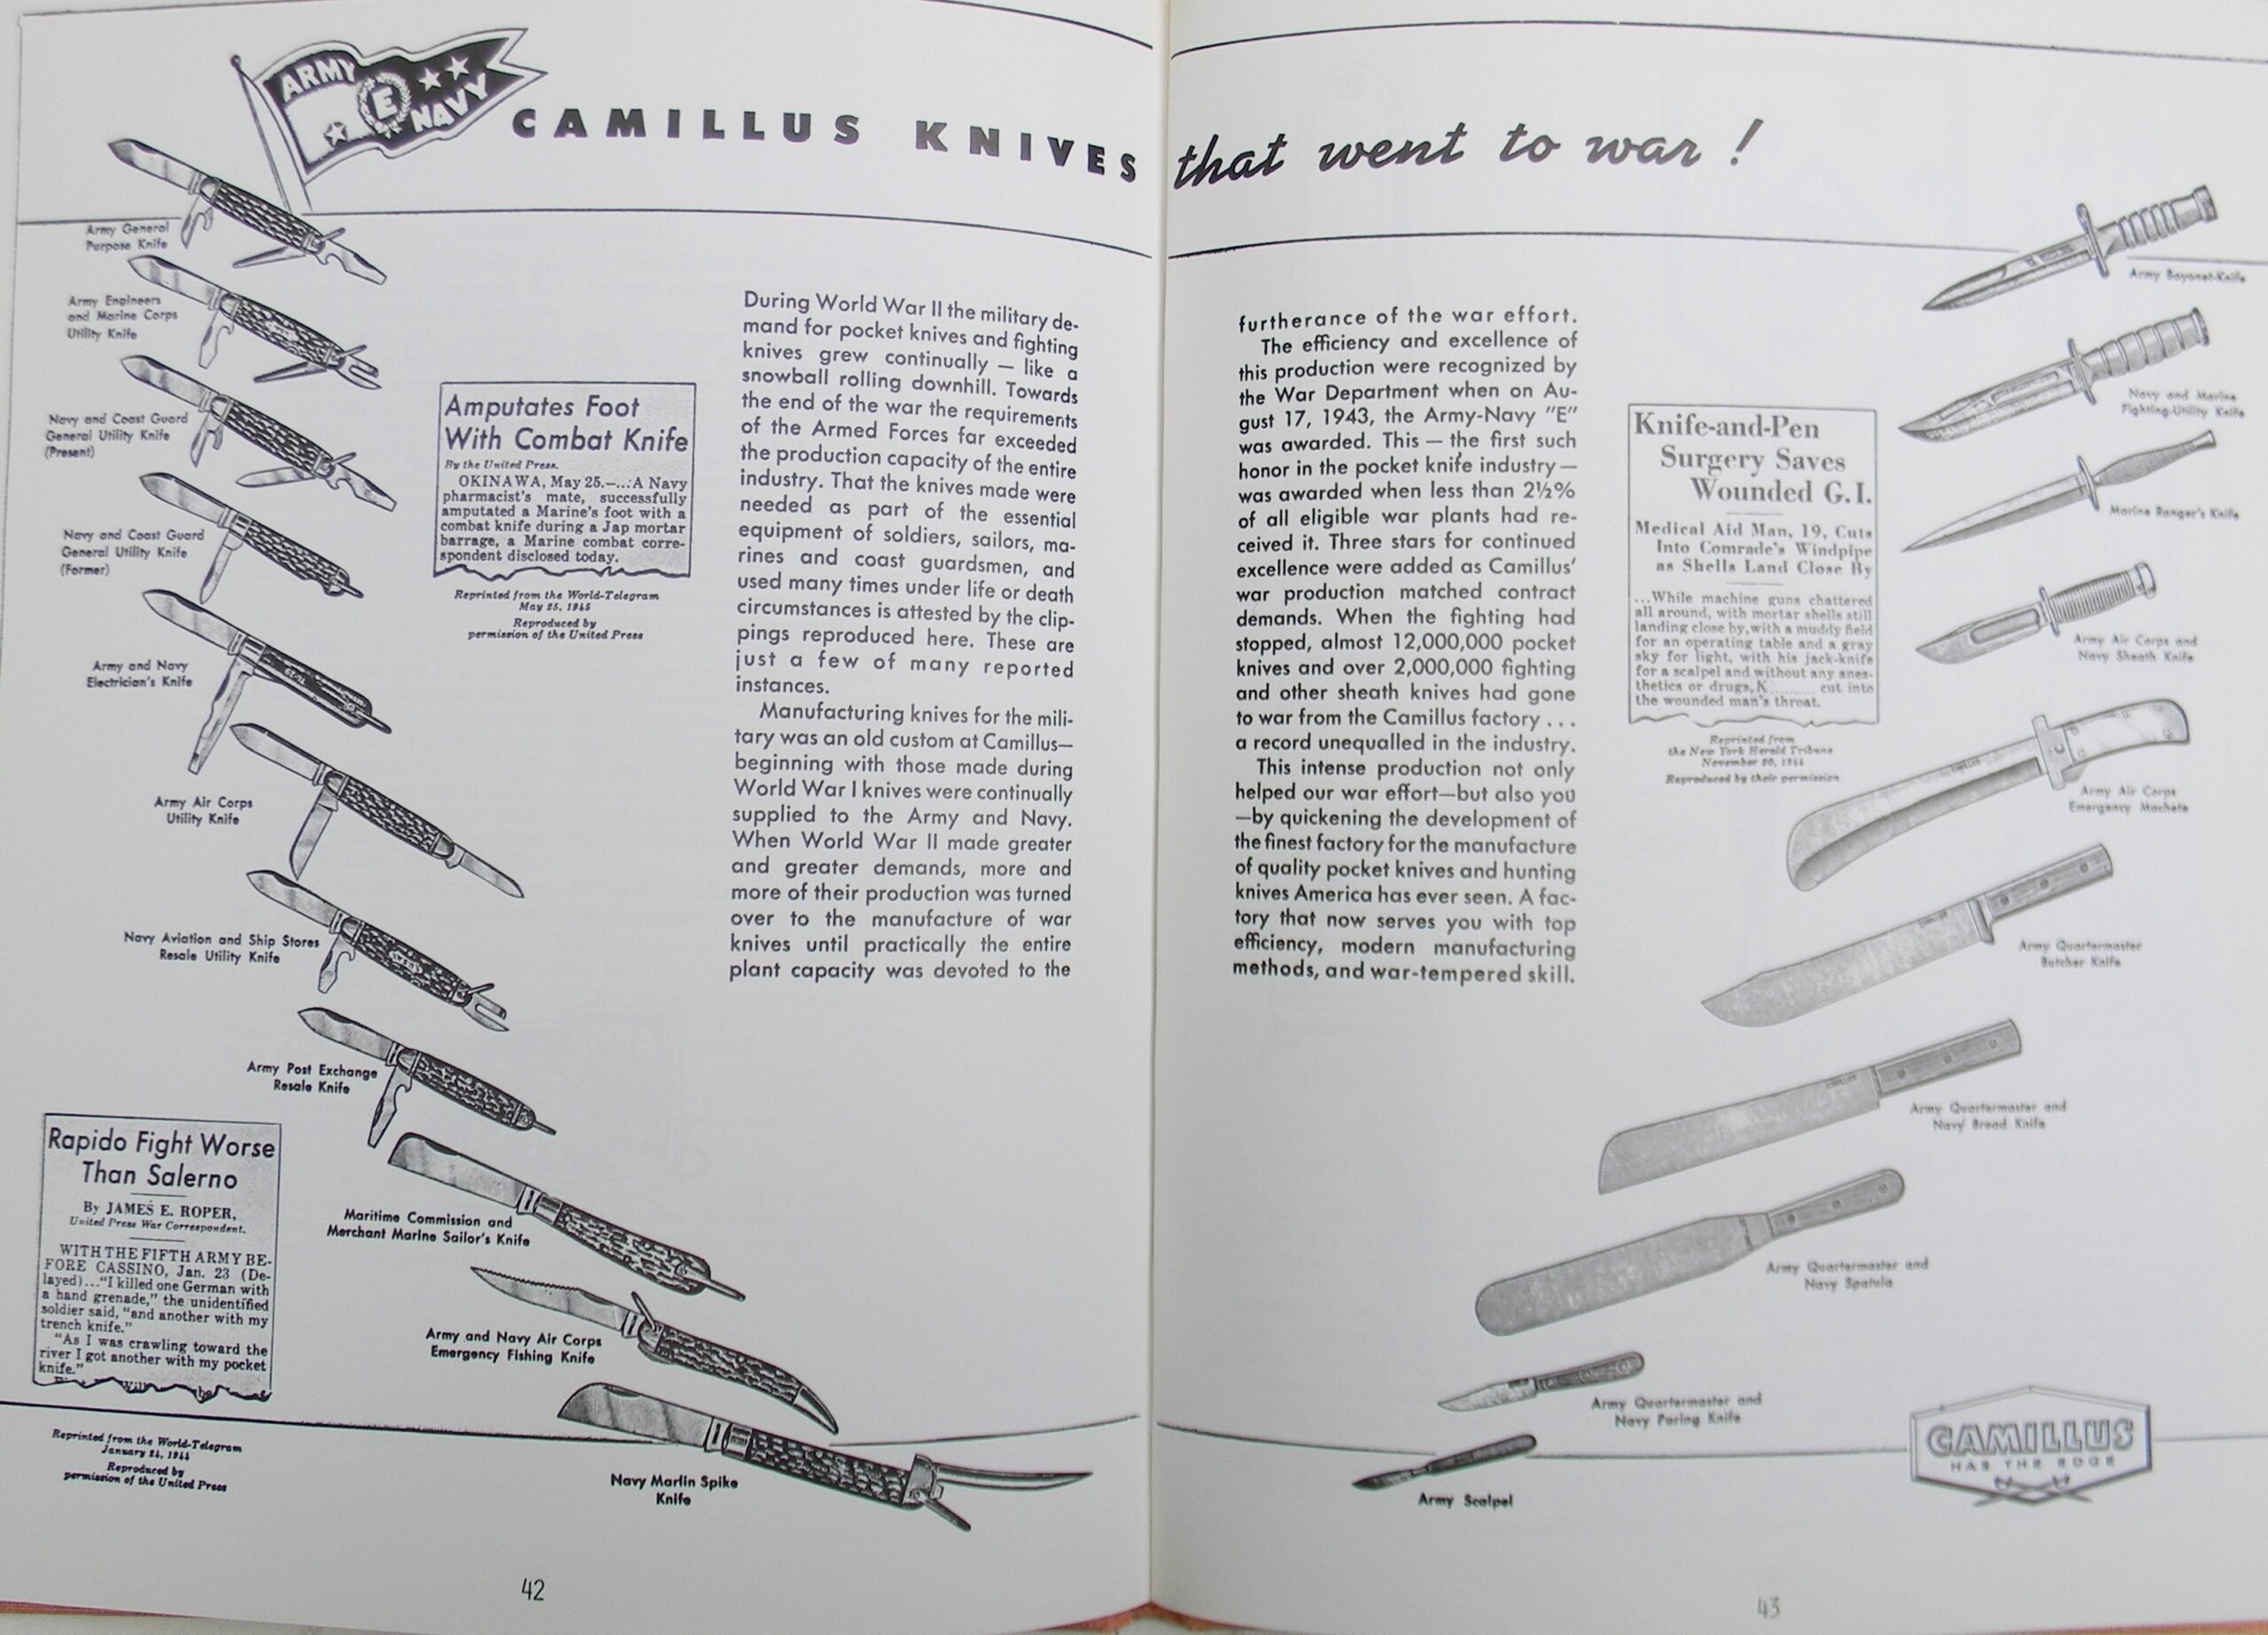 ARMY
E
NAVY
CAMILLUS KNIVES that went to war!
Army General
Purpose Knife
Army Engineers
and Marine Corps
Utility Knife
Navy and Coast Guard
General Utility Knife
(Present)
Navy and Coast Guard
General Utility Knife
(Former)
Army and Navy
Electrician's Knife
Army Air Corps
Utility Knife
Navy Aviation and Ship Stores
Resale Utility Knife
Army Post Exchange
Resale Knife
Maritime Commission and
Merchant Marine Sailor's Knife
Army and Navy Air Corps
Emergency Fishing Knife
Navy Marlin Spike
Knife
Amputates Foot
With Combat Knife
By the United Press.
OKINAWA, May 25.—...A Navy
pharmacist's mate, successfully
amputated a Marine's foot with a
combat knife during a Jap mortar
barrage, a Marine combat corre-
spondent disclosed today.
Reprinted from the World-Telegram
May 25, 1945
Reproduced by
permission of the United Press
Rapido Fight Worse
Than Salerno
By JAMES E. ROPER,
United Press War Correspondent.
WITH THE FIFTH ARMY BE-
FORE CASSINO, Jan. 23 (De-
layed)..."I killed one German with
a hand grenade," the unidentified
soldier said, "and another with my
trench knife."
"As I was crawling toward the
river I got another with my pocket
knife."
Reprinted from the World-Telegram
January 24, 1944
Reproduced by
permission of the United Press
During World War II the military de-
mand for pocket knives and fighting
knives grew continually — like a
snowball rolling downhill. Towards
the end of the war the requirements
of the Armed Forces far exceeded
the production capacity of the entire
industry. That the knives made were
needed as part of the essential
equipment of soldiers, sailors, ma-
rines and coast guardsmen, and
used many times under life or death
circumstances is attested by the clip-
pings reproduced here. These are
just a few of many reported
instances.
Manufacturing knives for the mili-
tary was an old custom at Camillus—
beginning with those made during
World War I knives were continually
supplied to the Army and Navy.
When World War II made greater
and greater demands, more and
more of their production was turned
over to the manufacture of war
knives until practically the entire
plant capacity was devoted to the
42
furtherance of the war effort.
The efficiency and excellence of
this production were recognized by
the War Department when on Au-
gust 17, 1943, the Army-Navy "E"
was awarded. This — the first such
honor in the pocket knife industry —
was awarded when less than 2½%
of all eligible war plants had re-
ceived it. Three stars for continued
excellence were added as Camillus'
war production matched contract
demands. When the fighting had
stopped, almost 12,000,000 pocket
knives and over 2,000,000 fighting
and other sheath knives had gone
to war from the Camillus factory . . .
a record unequalled in the industry.
This intense production not only
helped our war effort—but also you
—by quickening the development of
the finest factory for the manufacture
of quality pocket knives and hunting
knives America has ever seen. A fac-
tory that now serves you with top
efficiency, modern manufacturing
methods, and war-tempered skill.
Knife-and-Pen
Surgery Saves
Wounded G.I.
Medical Aid Man, 19, Cuts
Into Comrade's Windpipe
as Shells Land Close By
...While machine guns chattered
all around, with mortar shells still
landing close by, with a muddy field
for an operating table and a gray
sky for light, with his jack-knife
for a scalpel and without any anes-
thetics or drugs, K......... cut into
the wounded man's throat.
Reprinted from
the New York Herald Tribune
November 30, 1944
Reproduced by their permission
Army Bayonet-Knife
Navy and Marine
Fighting-Utility Knife
Marine Ranger's Knife
Army Air Corps and
Navy Sheath Knife
Army Air Corps
Emergency Machete
Army Quartermaster
Butcher Knife
Army Quartermaster and
Navy Bread Knife
Army Quartermaster and
Navy Spatula
Army Quartermaster and
Navy Paring Knife
Army Scalpel
CAMILLUS
HAS THE EDGE
43